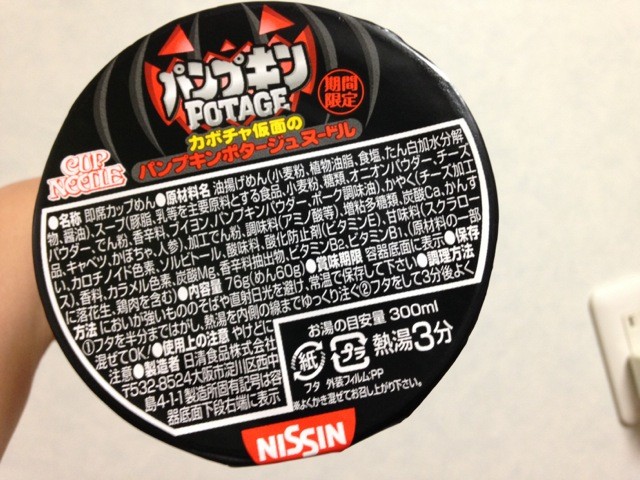 パンプキン
POTAGE
期間
限定
カボチャ仮面の
パンプキンポタージュヌードル
CUP
NOODLE
●名称 即席カップめん●原材料名 油揚げめん(小麦粉、植物油脂、食塩、たん白加水分解
物、醤油)、スープ(豚脂、乳等を主要原料とする食品、小麦粉、糖類、オニオンパウダー、チーズ
パウダー、でん粉、香辛料、ブイヨン、パンプキンパウダー、ポーク調味油)、かやく(チーズ加工
品、キャベツ、かぼちゃ、人参)、加工でん粉、調味料(アミノ酸等)、増粘多糖類、炭酸Ca、かんす
い、カロチノイド色素、ソルビトール、酸味料、酸化防止剤(ビタミンE)、甘味料(スクラロー
ス)、香料、カラメル色素、炭酸Mg、香辛料抽出物、ビタミンB2、ビタミンB1、(原材料の一部
に落花生、鶏肉を含む)●内容量 76g(めん60g)●賞味期限 容器底面に表示●保存
方法 においが強いもののそばや直射日光を避け、常温で保存して下さい●調理方法
①フタを半分まではがし、熱湯を内側の線までゆっくり注ぐ②フタをして3分後よく
混ぜてOK!●使用上の注意 やけどに
注意●製造者 日清食品株式会社
〒532-8524大阪市淀川区西中
島4-1-1 製造所固有記号は容
器底面下段右端に表示
お湯の目安量 300ml
紙 プラ 熱湯3分
フタ 外装フィルム:PP
※よくかき混ぜてお召し上がり下さい。
NISSIN